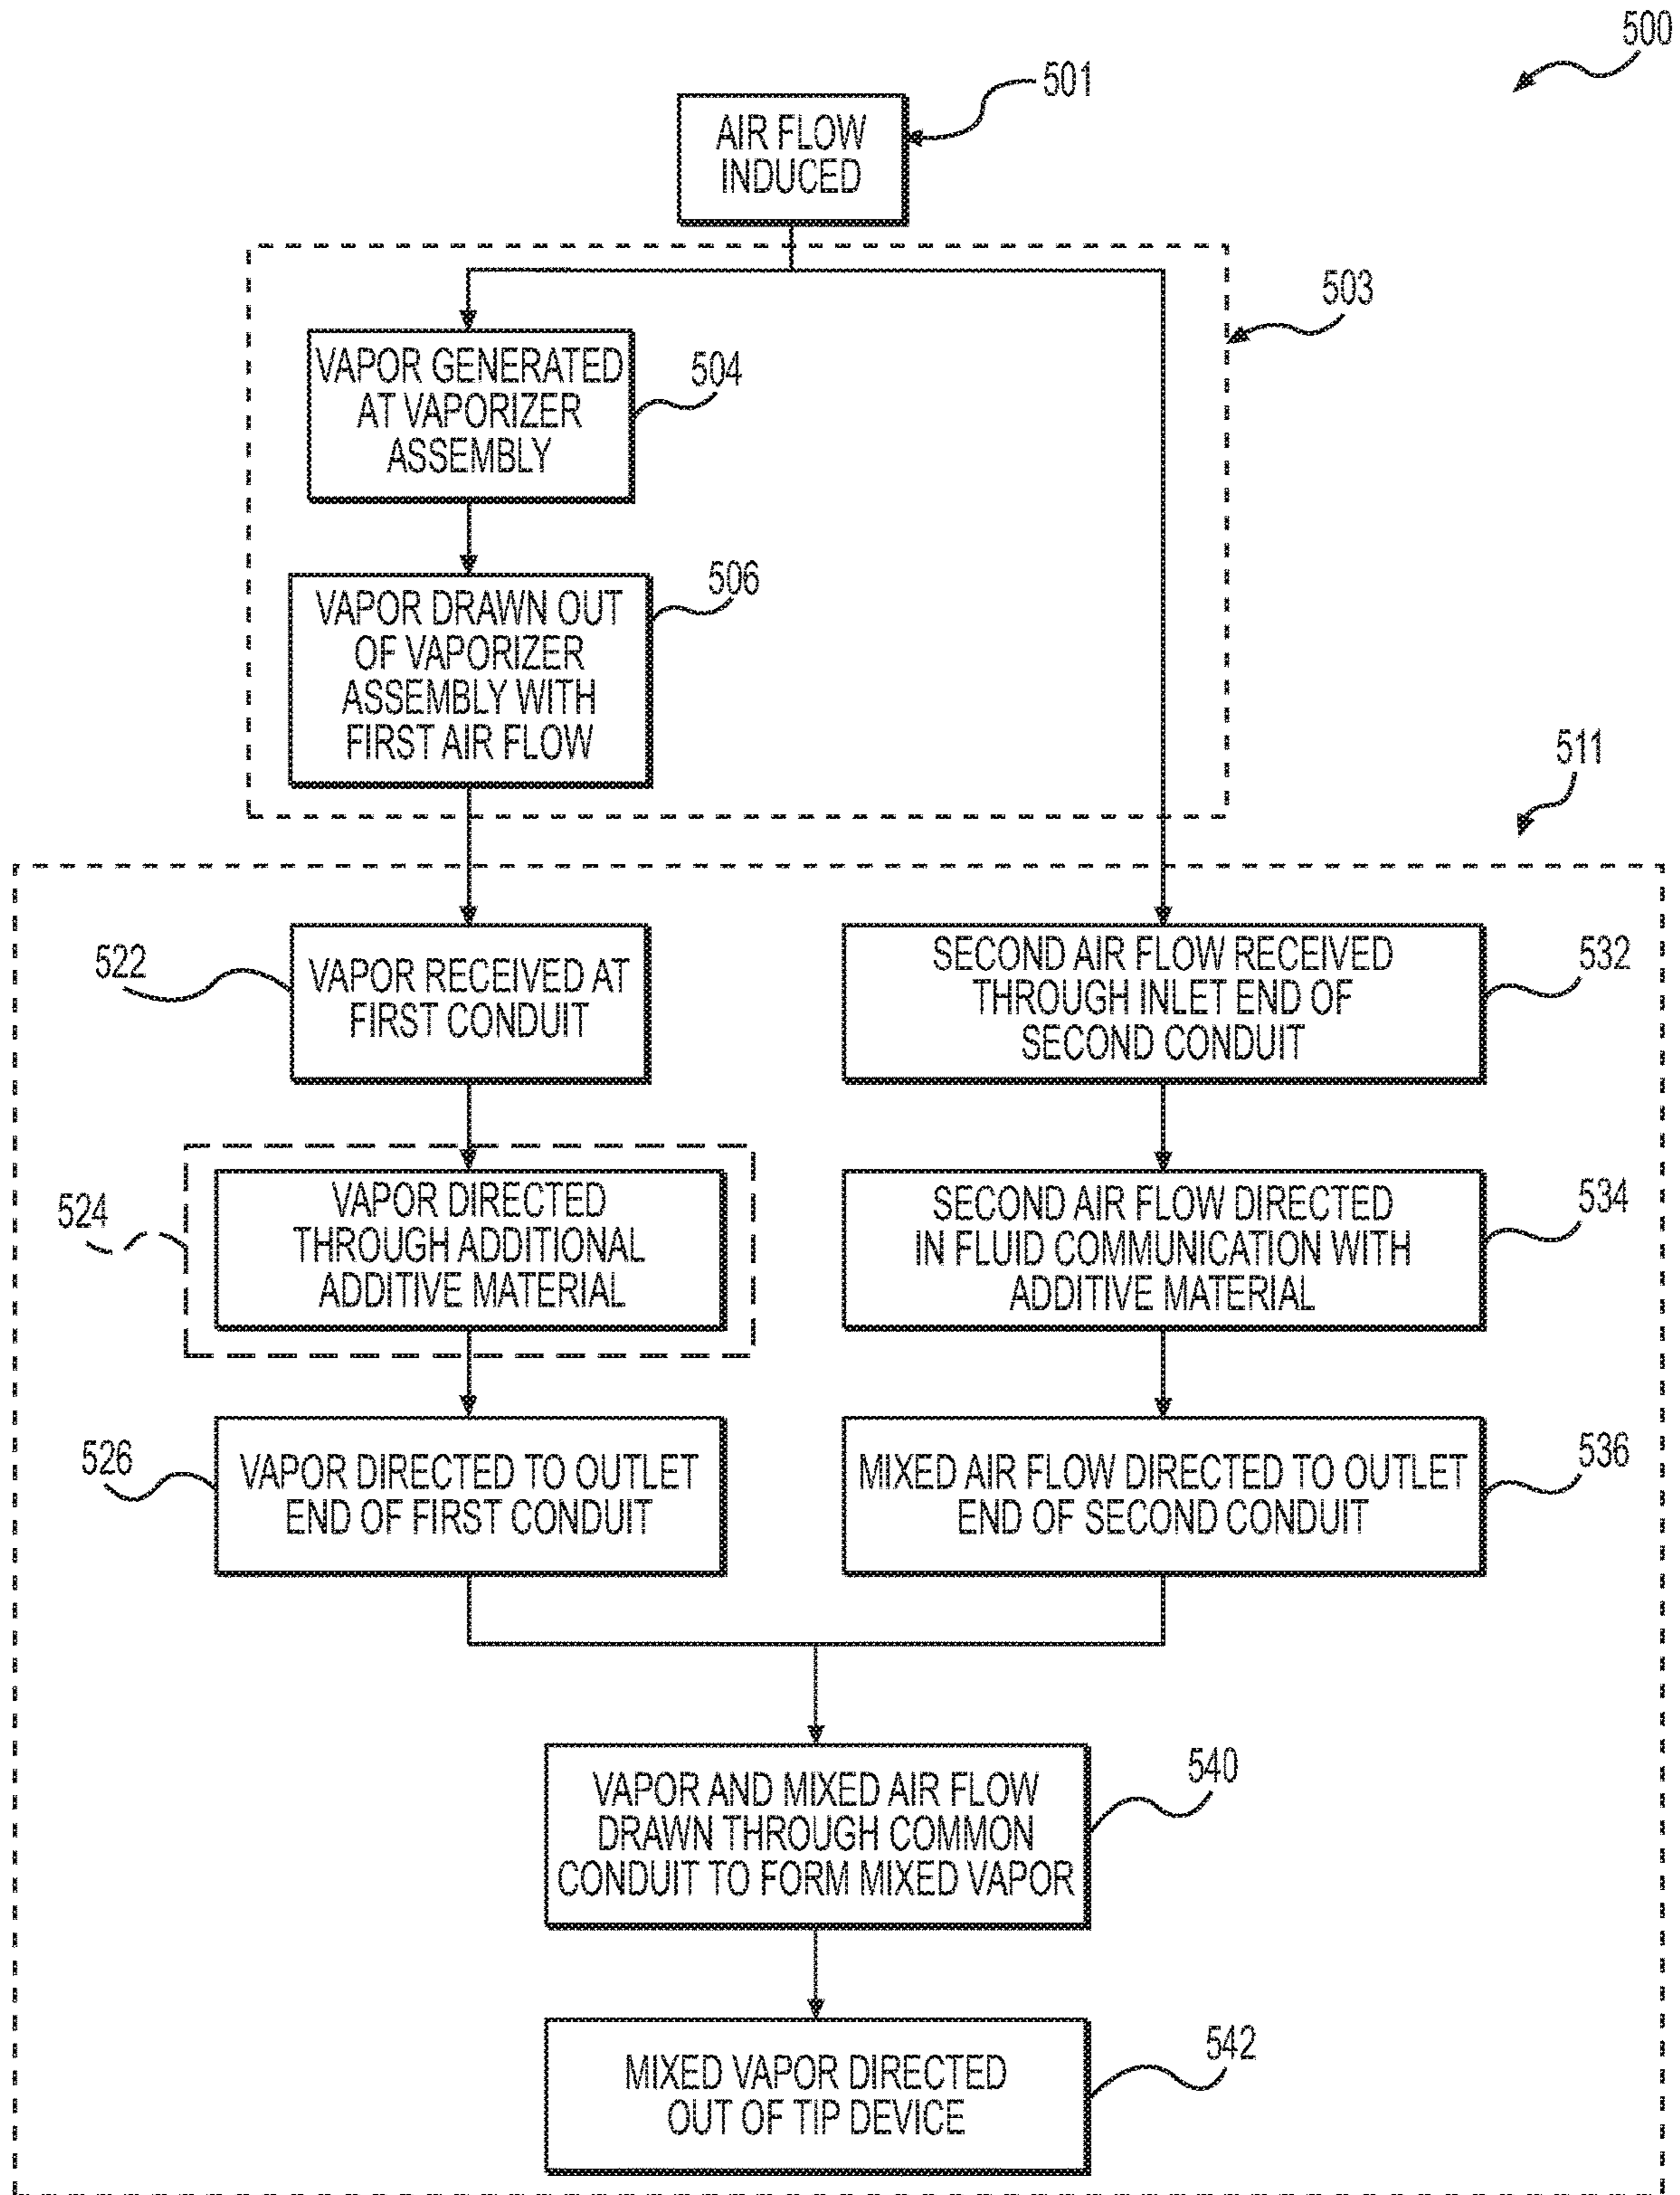 500
501
AIR FLOW
INDUCED
503
VAPOR GENERATED
AT VAPORIZER
ASSEMBLY
504
VAPOR DRAWN OUT
OF VAPORIZER
ASSEMBLY WITH
FIRST AIR FLOW
506
511
522
VAPOR RECEIVED AT
FIRST CONDUIT
SECOND AIR FLOW RECEIVED
THROUGH INLET END OF
SECOND CONDUIT
532
524
VAPOR DIRECTED
THROUGH ADDITIONAL
ADDITIVE MATERIAL
SECOND AIR FLOW DIRECTED
IN FLUID COMMUNICATION WITH
ADDITIVE MATERIAL
534
526
VAPOR DIRECTED TO OUTLET
END OF FIRST CONDUIT
MIXED AIR FLOW DIRECTED TO OUTLET
END OF SECOND CONDUIT
536
VAPOR AND MIXED AIR FLOW
DRAWN THROUGH COMMON
CONDUIT TO FORM MIXED VAPOR
540
MIXED VAPOR DIRECTED
OUT OF TIP DEVICE
542